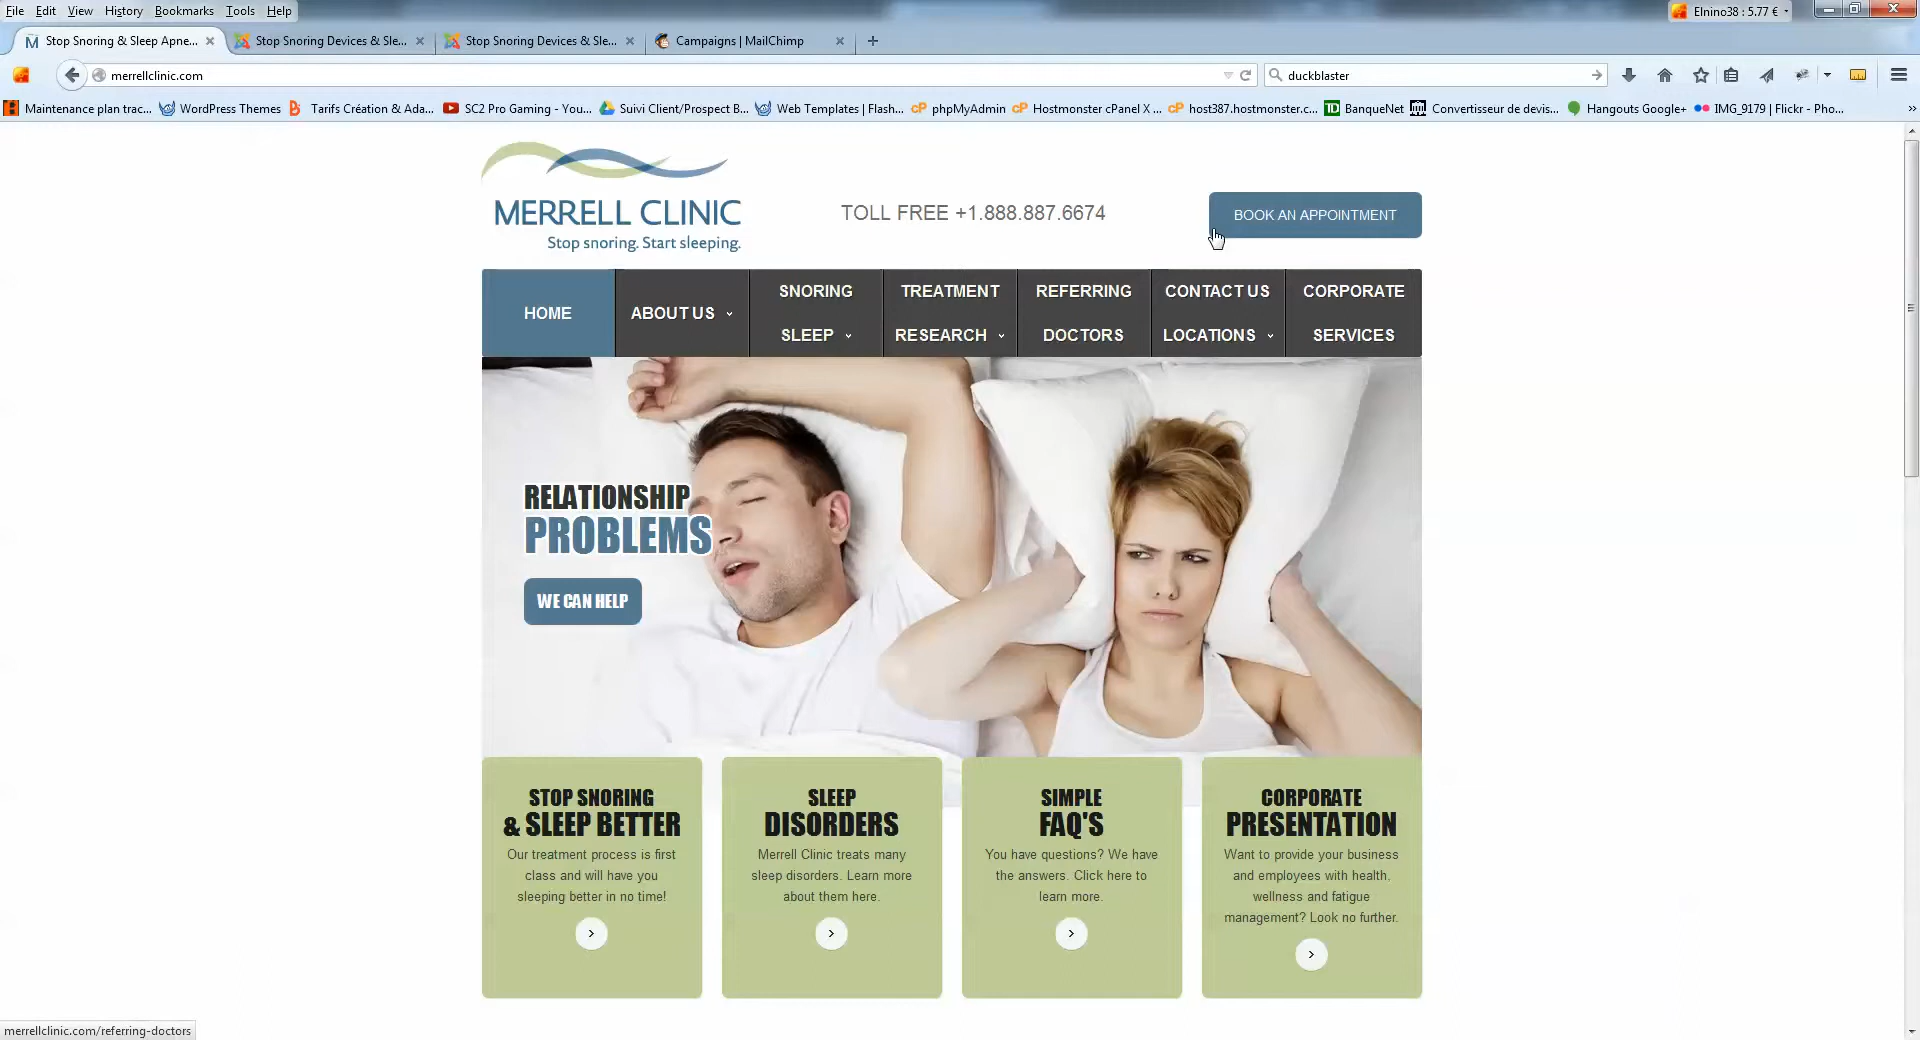 File Edit View History Bookmarks Tools Help
Elnino38 : 5.77 €
Stop Snoring & Sleep Apne...
Stop Snoring Devices & Sle...
Stop Snoring Devices & Sle...
Campaigns | MailChimp
merrellclinic.com
duckblaster
Maintenance plan trac...
WordPress Themes
Tarifs Création & Ada...
SC2 Pro Gaming - You...
Suivi Client/Prospect B...
Web Templates | Flash...
phpMyAdmin
Hostmonster cPanel X ...
host387.hostmonster.c...
BanqueNet
Convertisseur de devis...
Hangouts Google+
IMG_9179 | Flickr - Pho...
MERRELL CLINIC
Stop snoring. Start sleeping.
TOLL FREE +1.888.887.6674
BOOK AN APPOINTMENT
HOME
ABOUT US
SNORING
SLEEP
TREATMENT
RESEARCH
REFERRING
DOCTORS
CONTACT US
LOCATIONS
CORPORATE
SERVICES
RELATIONSHIP
PROBLEMS
WE CAN HELP
STOP SNORING
& SLEEP BETTER
Our treatment process is first
class and will have you
sleeping better in no time!
SLEEP
DISORDERS
Merrell Clinic treats many
sleep disorders. Learn more
about them here.
SIMPLE
FAQ'S
You have questions? We have
the answers. Click here to
learn more.
CORPORATE
PRESENTATION
Want to provide your business
and employees with health,
wellness and fatigue
management? Look no further.
merrellclinic.com/referring-doctors